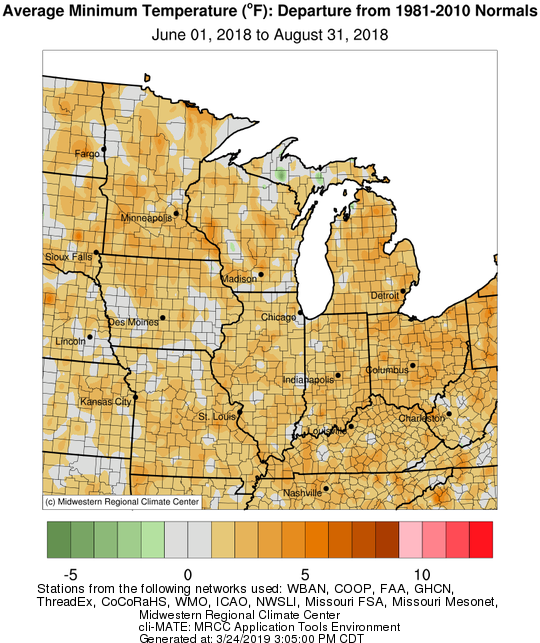 Average Minimum Temperature (°F): Departure from 1981-2010 Normals
June 01, 2018 to August 31, 2018
Fargo
Minneapolis
Sioux Falls
Madison
Detroit
Chicago
Des Moines
Lincoln
Columbus
Indianapolis
Kansas City
St. Louis
Charleston
Louisville
Nashville
(c) Midwestern Regional Climate Center
-5 0 5 10
Stations from the following networks used: WBAN, COOP, FAA, GHCN,
ThreadEx, CoCoRaHS, WMO, ICAO, NWSLI, Missouri FSA, Missouri Mesonet,
Midwestern Regional Climate Center
cli-MATE: MRCC Application Tools Environment
Generated at: 3/24/2019 3:05:00 PM CDT